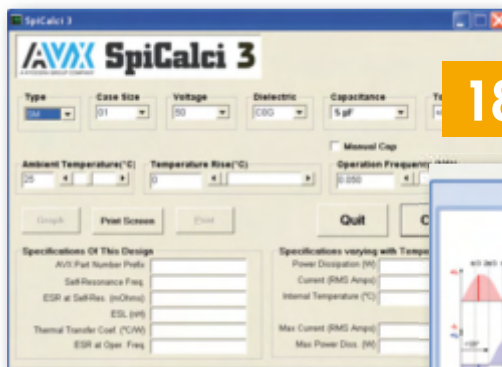 SpiCalci 3
AVX SpiCalci 3
A KYOCERA GROUP COMPANY
18
Type Case Size Voltage Dielectric Capacitance
SM 01 50 C0G 5 pF
Manual Cap
Ambient Temperature(°C) Temperature Rise(°C) Operation Frequency
25 0 0.050
Graph Print Screen Print Quit C
Specifications Of This Design Specifications varying with Tempe
AVX Part Number Prefix Power Dissipation (W)
Self-Resonance Freq. Current (RMS Amps)
ESR at Self-Res. (mOhms) Internal Temperature (°C)
ESL (nH)
Thermal Transfer Coef. (°C/W) Max Current (RMS Amps)
ESR at Oper. Freq. Max Power Diss. (W)